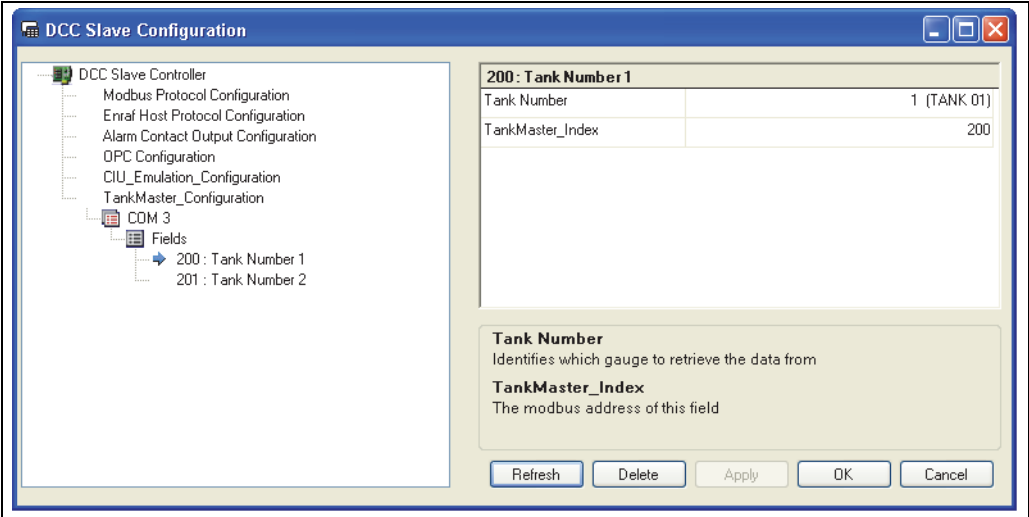 DCC Slave Configuration
DCC Slave Controller
Modbus Protocol Configuration
Enraf Host Protocol Configuration
Alarm Contact Output Configuration
OPC Configuration
CIU_Emulation_Configuration
TankMaster_Configuration
COM 3
Fields
200 : Tank Number 1
201 : Tank Number 2
200 : Tank Number 1
Tank Number 1 (TANK 01)
TankMaster_Index 200
Tank Number
Identifies which gauge to retrieve the data from
TankMaster_Index
The modbus address of this field
Refresh Delete Apply OK Cancel